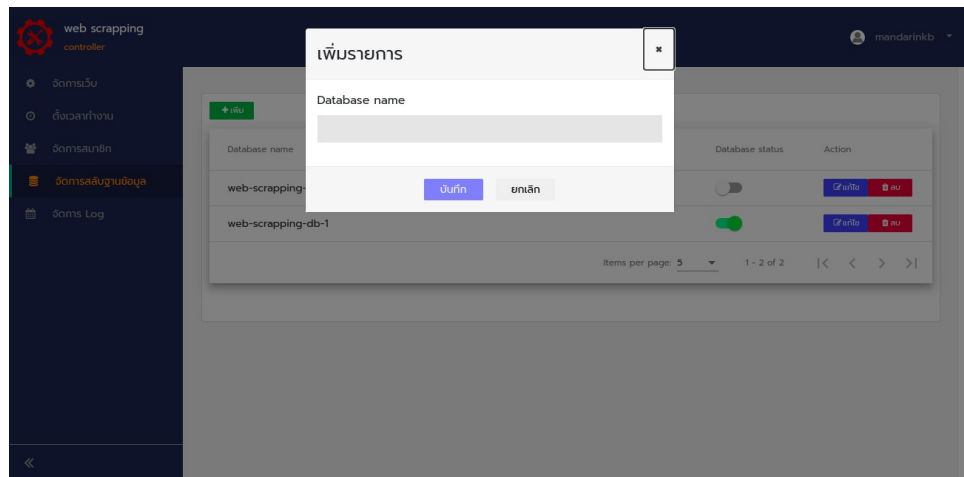 web scrapping
controller
mandarinkb
จัดการเว็บ
ตั้งเวลาทำงาน
จัดการสมาชิก
จัดการสลับฐานข้อมูล
จัดการ Log
เพิ่มรายการ
Database name
บันทึก
ยกเลิก
+เพิ่ม
Database name Database status Action
web-scrapping- แก้ไข ลบ
web-scrapping-db-1 แก้ไข ลบ
Items per page: 5 1 - 2 of 2